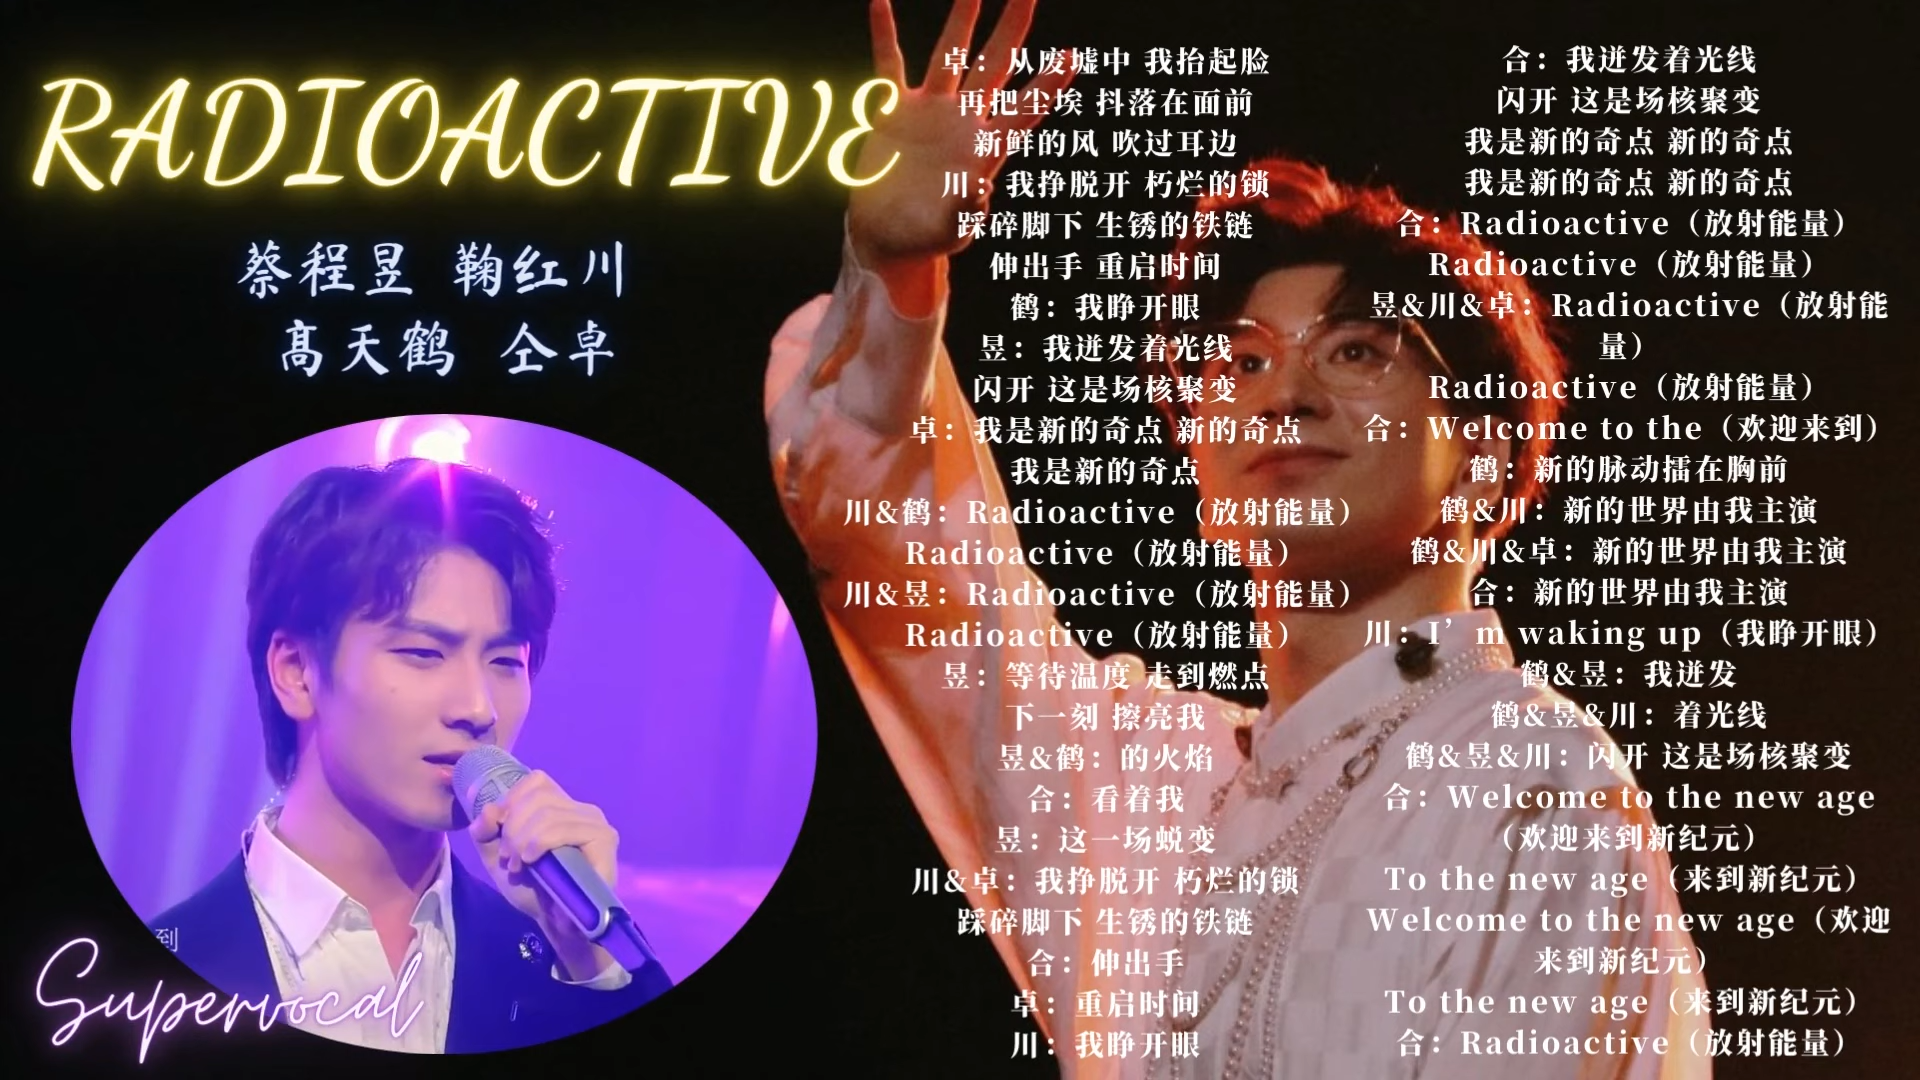 RADIOACTIVE
蔡程昱 鞠红川
高天鹤 仝卓
到
Supervocal
卓：从废墟中 我抬起脸
再把尘埃 抖落在面前
新鲜的风 吹过耳边
川：我挣脱开 朽烂的锁
踩碎脚下 生锈的铁链
伸出手 重启时间
鹤：我睁开眼
昱：我迸发着光线
闪开 这是场核聚变
卓：我是新的奇点 新的奇点
我是新的奇点
川&鹤：Radioactive（放射能量）
Radioactive（放射能量）
川&昱：Radioactive（放射能量）
Radioactive（放射能量）
昱：等待温度 走到燃点
下一刻 擦亮我
昱&鹤：的火焰
合：看着我
昱：这一场蜕变
川&卓：我挣脱开 朽烂的锁
踩碎脚下 生锈的铁链
合：伸出手
卓：重启时间
川：我睁开眼
合：我迸发着光线
闪开 这是场核聚变
我是新的奇点 新的奇点
我是新的奇点 新的奇点
合：Radioactive（放射能量）
Radioactive（放射能量）
昱&川&卓：Radioactive（放射能
量）
Radioactive（放射能量）
合：Welcome to the（欢迎来到）
鹤：新的脉动擂在胸前
鹤&川：新的世界由我主演
鹤&川&卓：新的世界由我主演
合：新的世界由我主演
川：I’m waking up（我睁开眼）
鹤&昱：我迸发
鹤&昱&川：着光线
鹤&昱&川：闪开 这是场核聚变
合：Welcome to the new age
（欢迎来到新纪元）
To the new age（来到新纪元）
Welcome to the new age（欢迎
来到新纪元）
To the new age（来到新纪元）
合：Radioactive（放射能量）